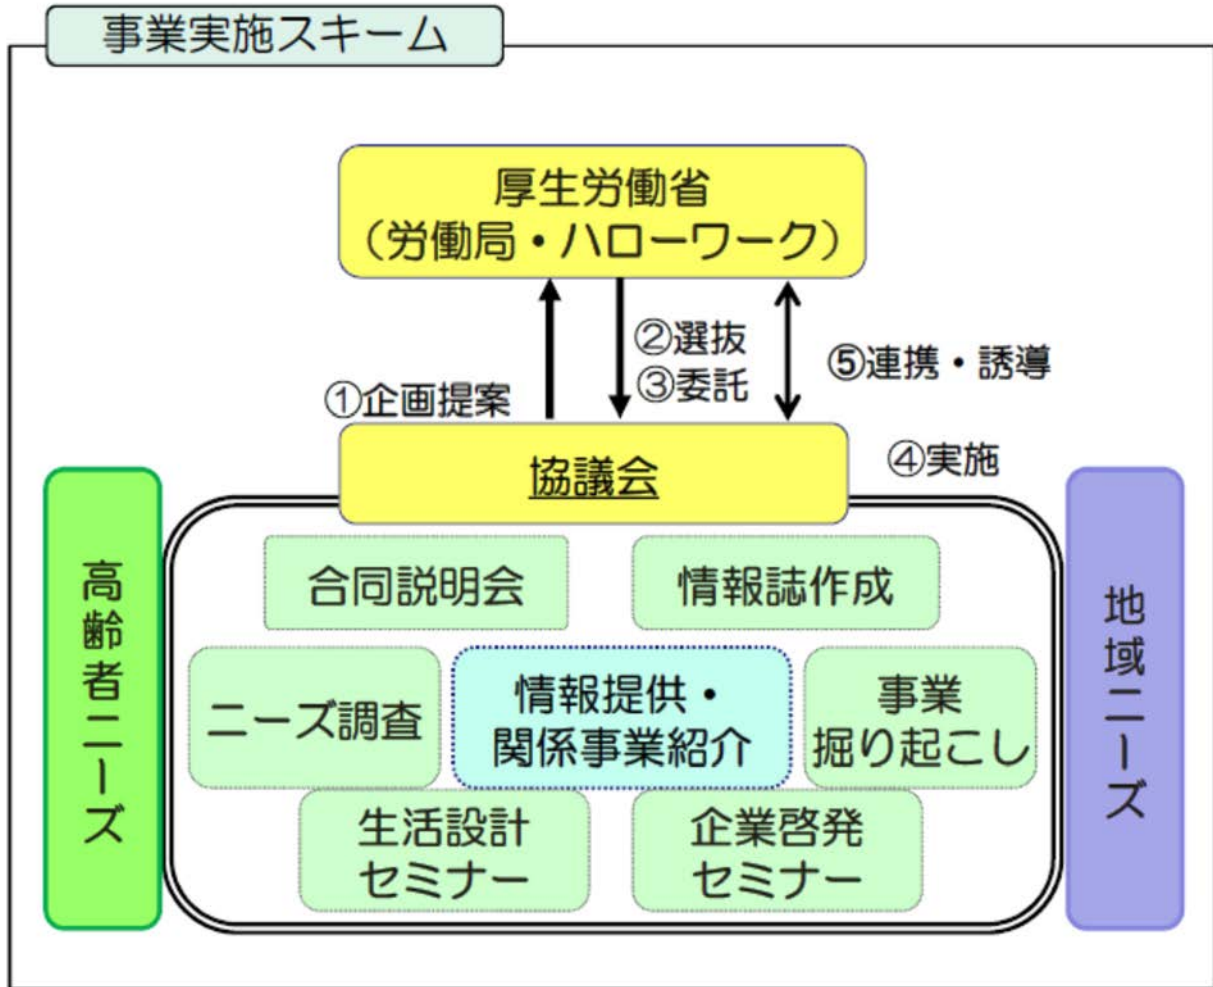 事業実施スキーム
厚生労働省
（労働局・ハローワーク）
①企画提案
②選抜
③委託
⑤連携・誘導
協議会
④実施
高齢者ニーズ
合同説明会
情報誌作成
ニーズ調査
情報提供・
関係事業紹介
事業
掘り起こし
生活設計
セミナー
企業啓発
セミナー
地域ニーズ